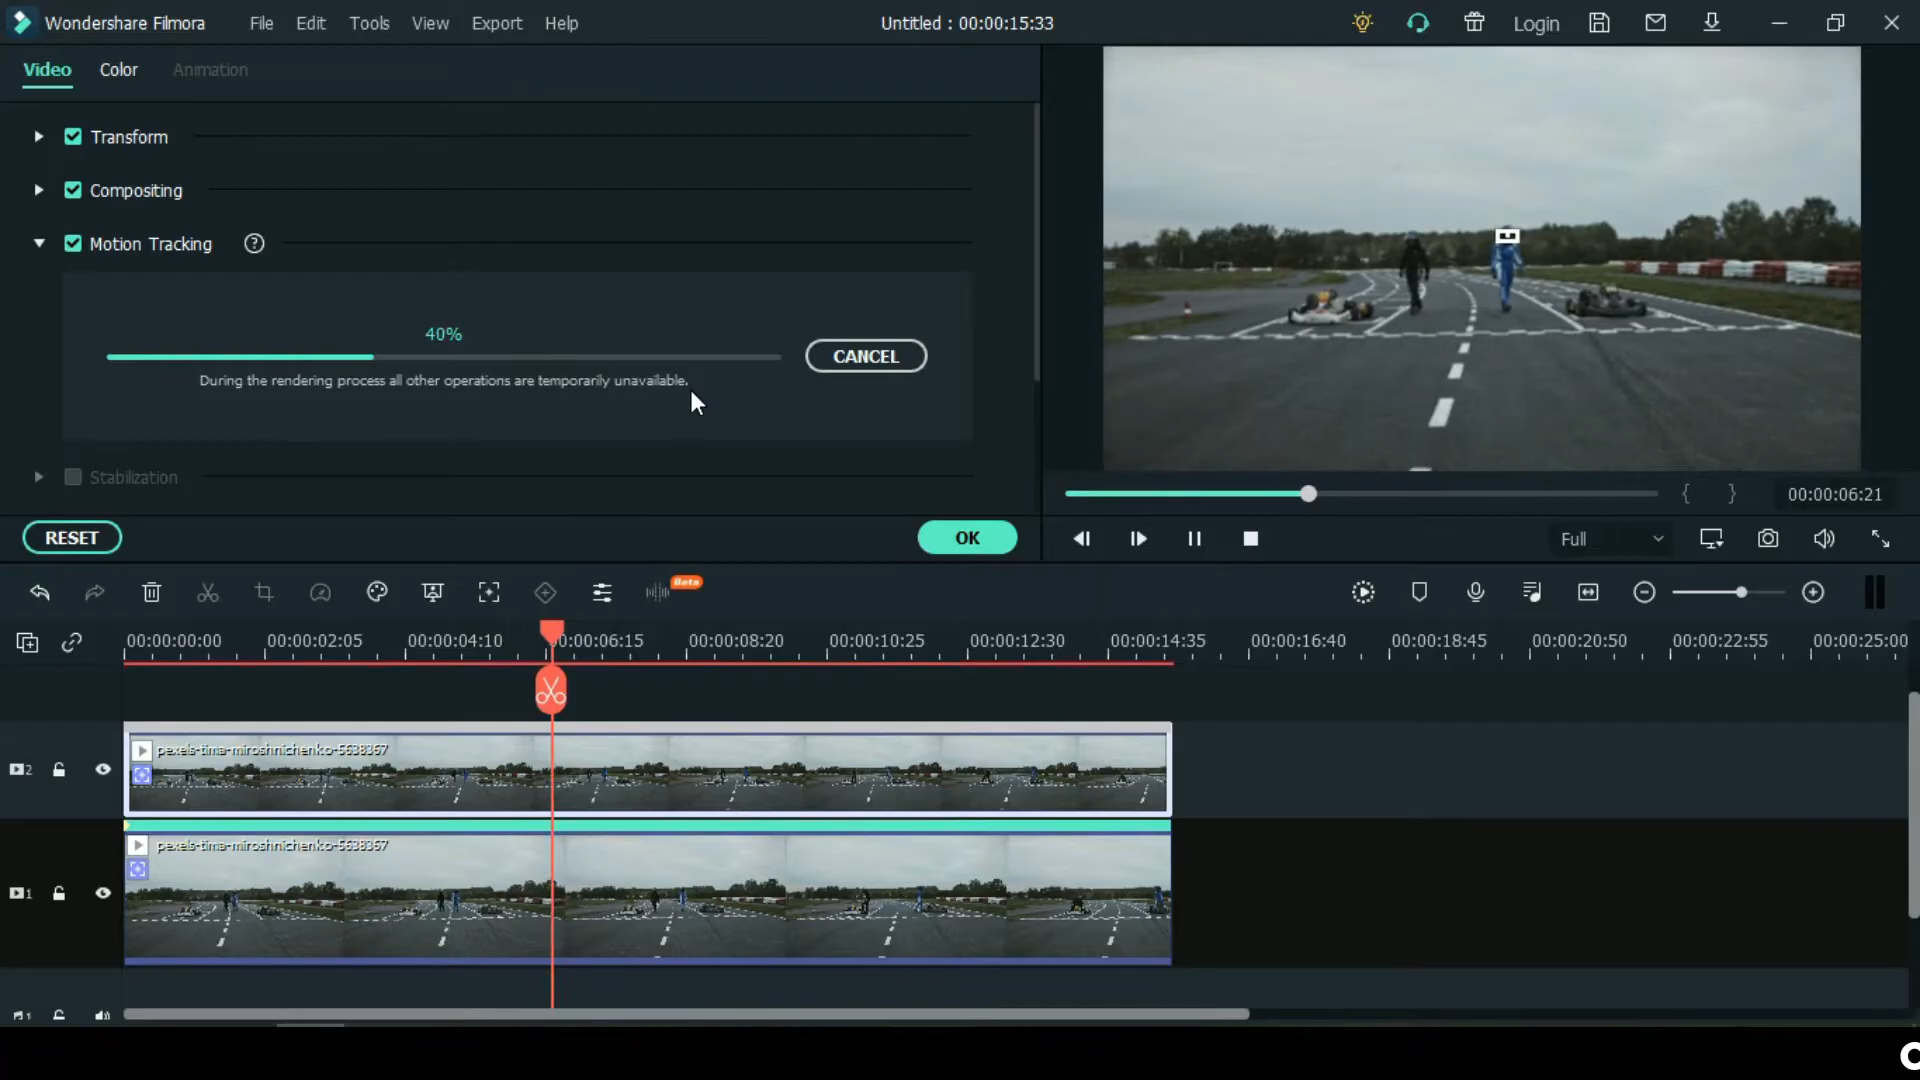 Wondershare Filmora File Edit Tools View Export Help Untitled : 00:00:15:33 Login
Video Color Animation
Transform
Compositing
Motion Tracking ?
40%
CANCEL
During the rendering process all other operations are temporarily unavailable.
Stabilization
{ } 00:00:06:21
RESET OK
Full
Beta
00:00:00:00 00:00:02:05 00:00:04:10 00:00:06:15 00:00:08:20 00:00:10:25 00:00:12:30 00:00:14:35 00:00:16:40 00:00:18:45 00:00:20:50 00:00:22:55 00:00:25:00
pexels-tima-miroshnichenko-5638367
2
pexels-tima-miroshnichenko-5638367
1
1